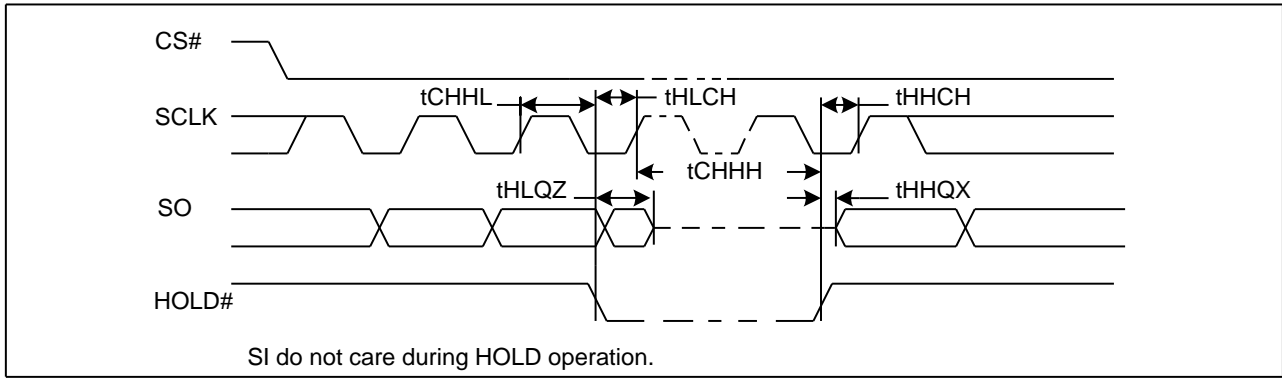 CS#
tCHHL
tHLCH
tHHCH
SCLK
tCHHH
tHLQZ
tHHQX
SO
HOLD#
SI do not care during HOLD operation.